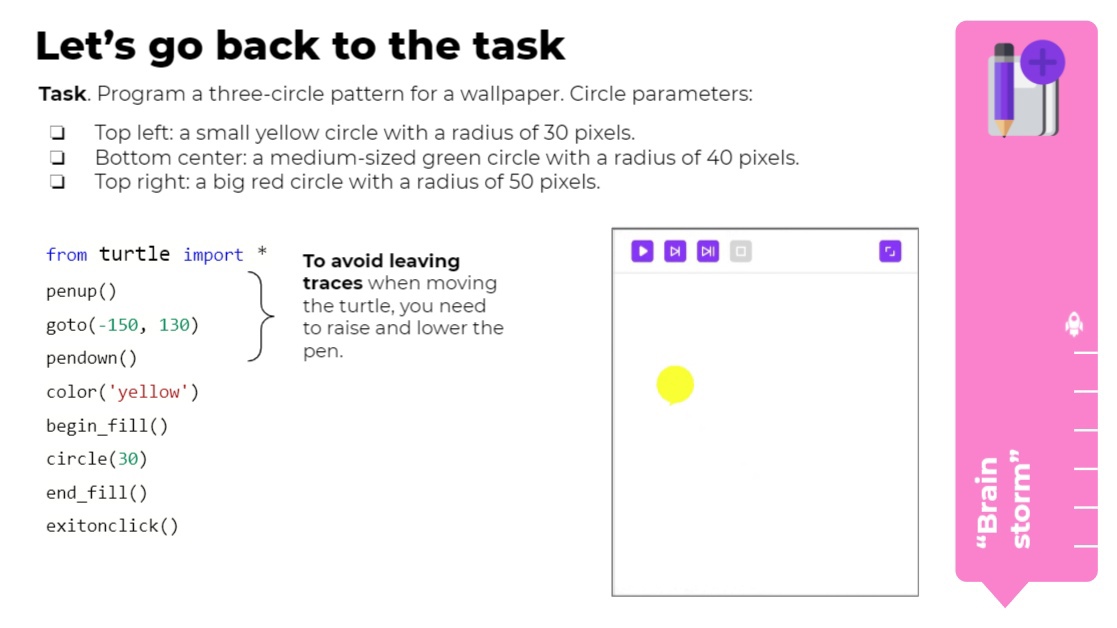 Let’s go back to the task
Task. Program a three-circle pattern for a wallpaper. Circle parameters:
❏ Top left: a small yellow circle with a radius of 30 pixels.
❏ Bottom center: a medium-sized green circle with a radius of 40 pixels.
❏ Top right: a big red circle with a radius of 50 pixels.
from turtle import *
penup()
goto(-150, 130)
pendown()
color('yellow')
begin_fill()
circle(30)
end_fill()
exitonclick()
To avoid leaving
traces when moving
the turtle, you need
to raise and lower the
pen.
“Brain
storm”